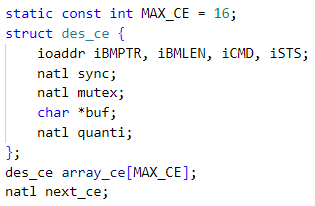 static const int MAX_CE = 16;
struct des_ce {
    ioaddr iBMPTR, iBMLEN, iCMD, iSTS;
    natl sync;
    natl mutex;
    char *buf;
    natl quanti;
};
des_ce array_ce[MAX_CE];
natl next_ce;